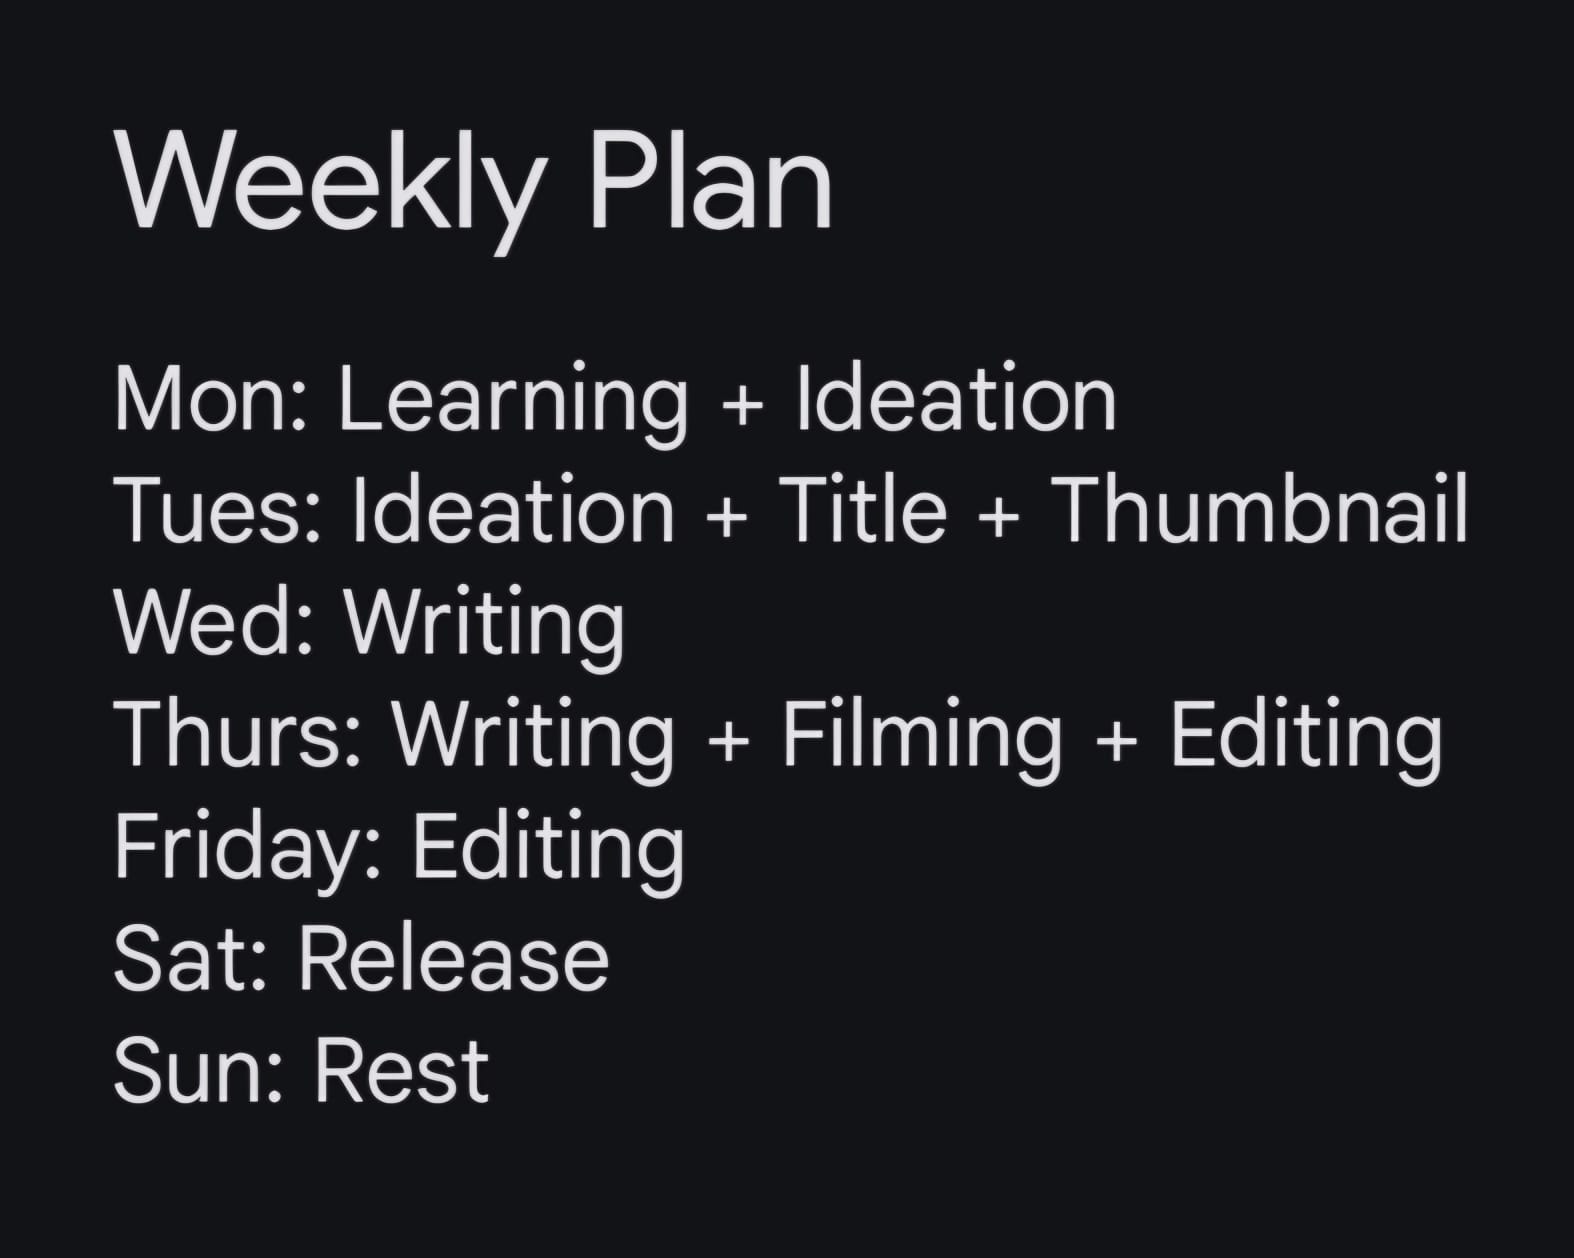 Weekly Plan
Mon: Learning + Ideation
Tues: Ideation + Title + Thumbnail
Wed: Writing
Thurs: Writing + Filming + Editing
Friday: Editing
Sat: Release
Sun: Rest